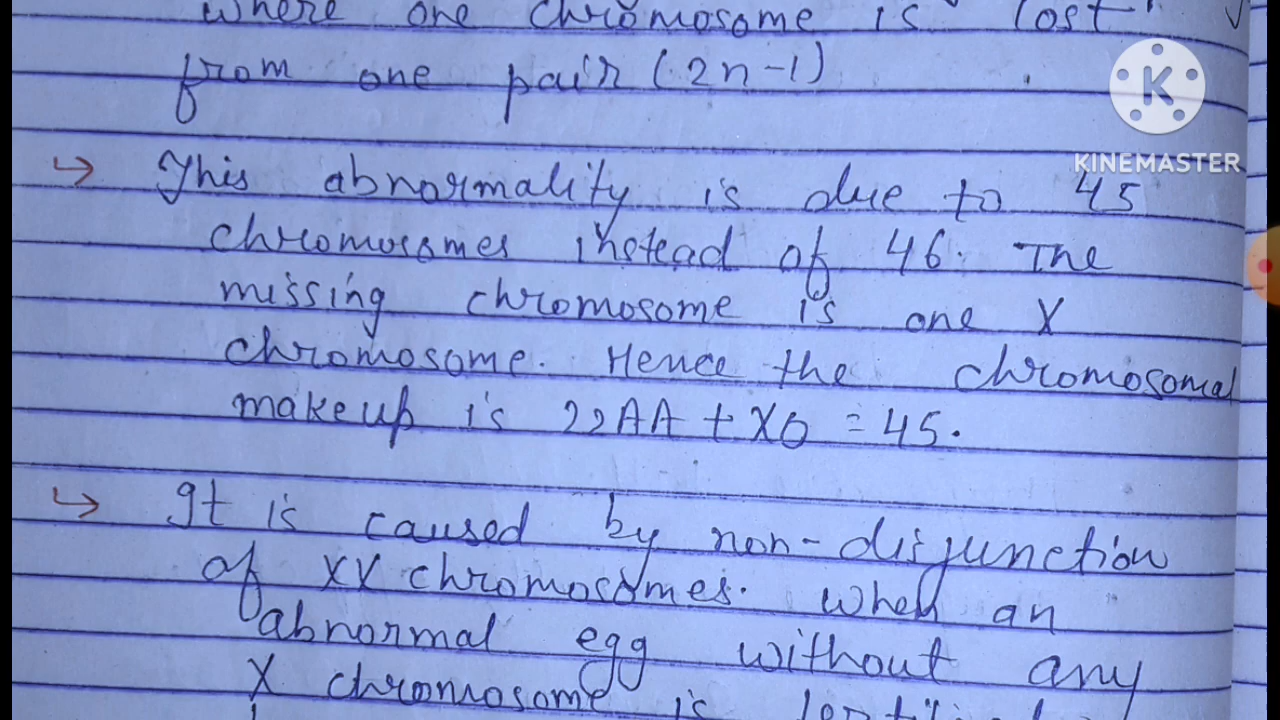 where one chromosome is lost
from one pair (2n-1)
KINEMASTER
↳ This abnormality is due to 45
chromosomes instead of 46. The
missing chromosome is one X
chromosome. Hence the chromosomal
makeup is 22AA + XO = 45.
↳ It is caused by non-disjunction
of XX chromosomes. When an
abnormal egg without any
X chromosome is